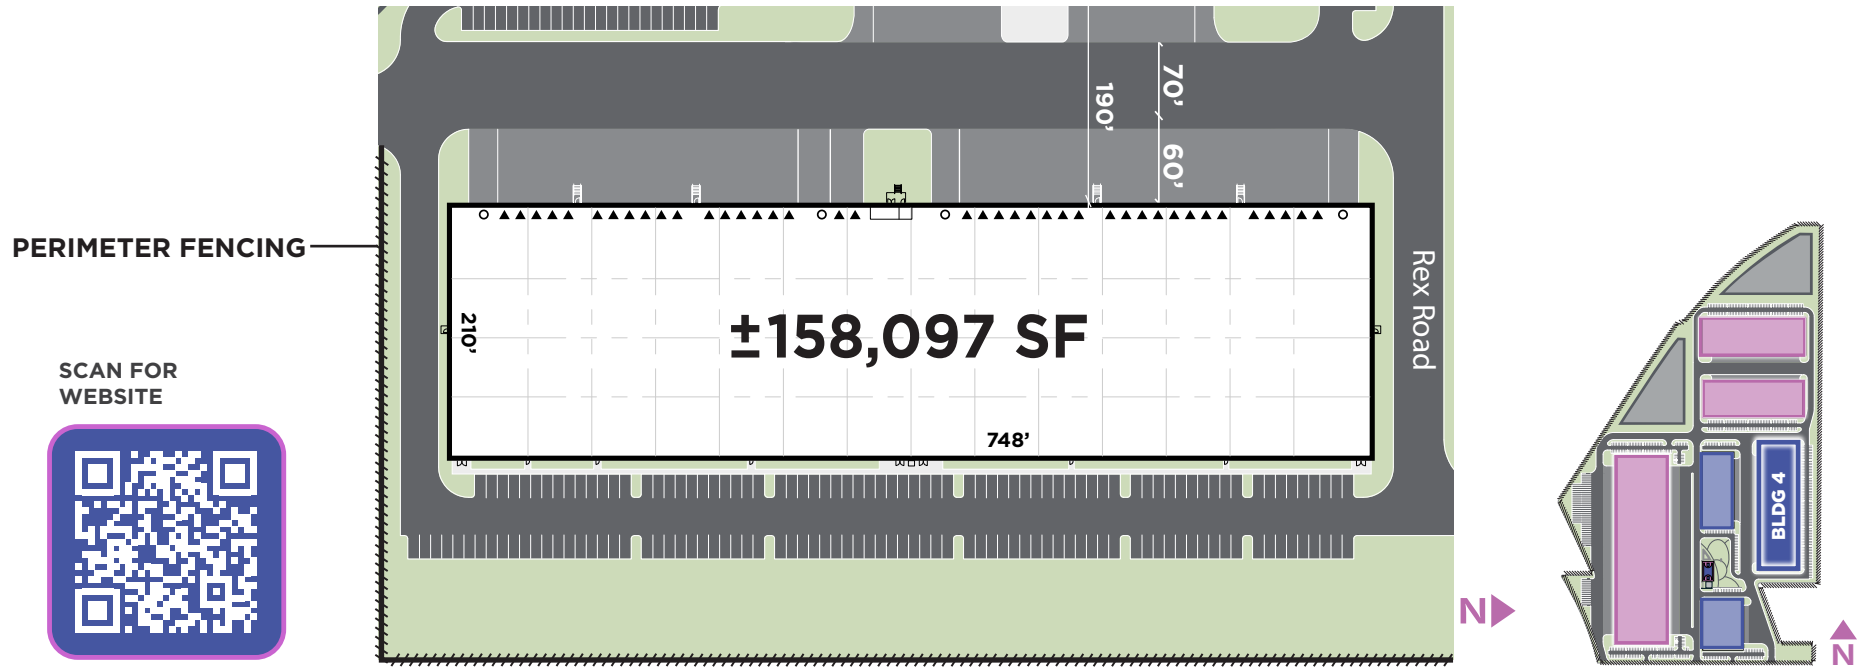 70’
190’
60’
PERIMETER FENCING
210’
±158,097 SF
Rex Road
748’
SCAN FOR
WEBSITE
BLDG 4
N
N